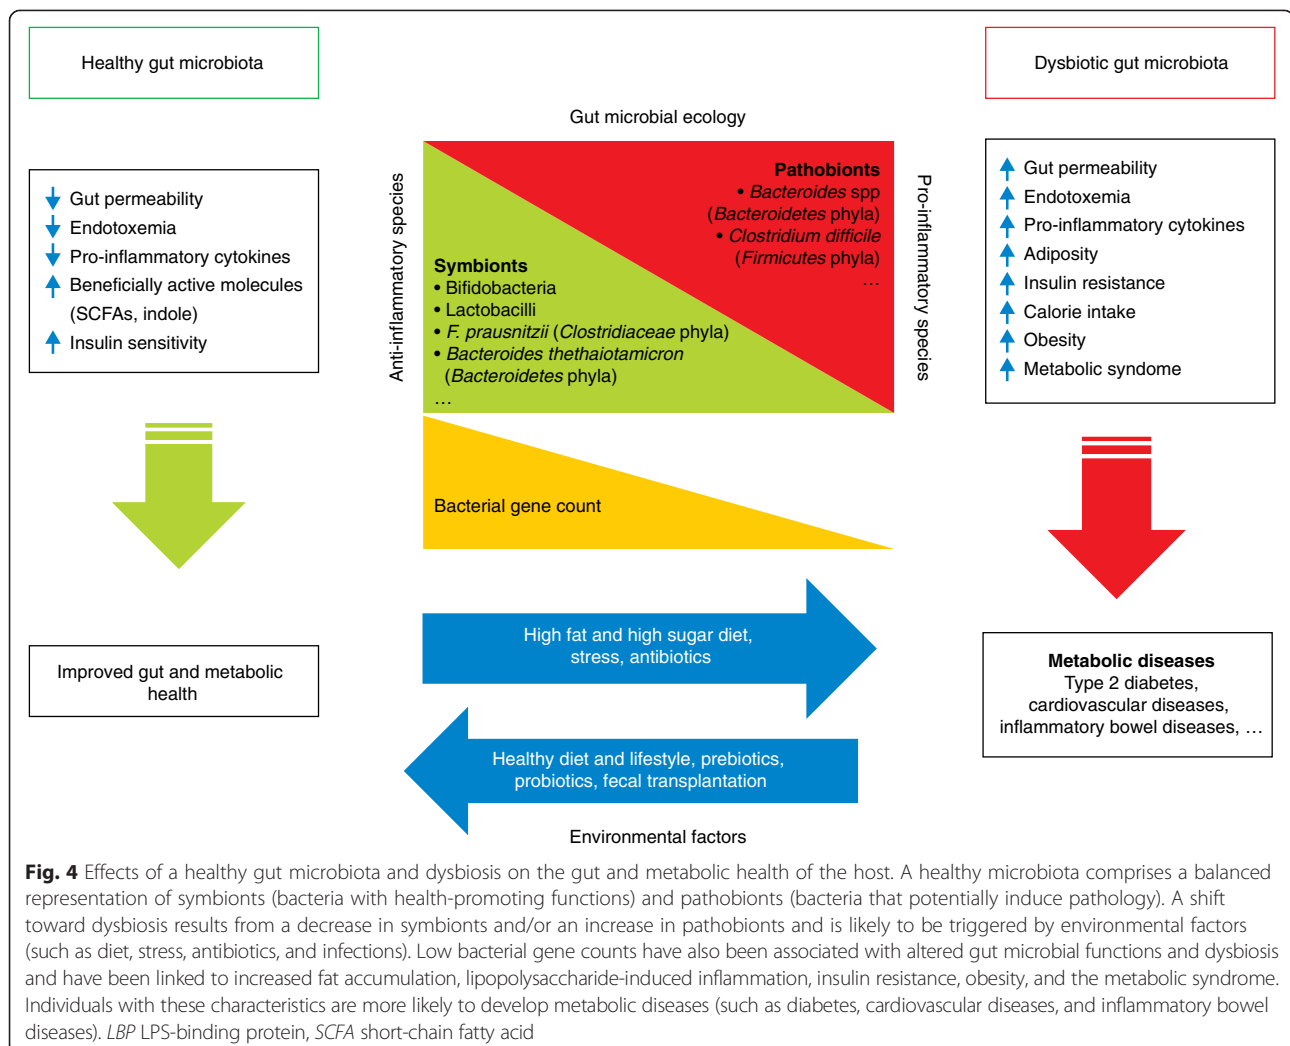 Healthy gut microbiota
Dysbiotic gut microbiota
Gut microbial ecology
Gut permeability
Endotoxemia
Pro-inflammatory cytokines
Beneficially active molecules
(SCFAs, indole)
Insulin sensitivity
Anti-inflammatory species
Pathobionts
• Bacteroides spp
(Bacteroidetes phyla)
• Clostridium difficile
(Firmicutes phyla)
…
Symbionts
• Bifidobacteria
• Lactobacilli
• F. prausnitzii (Clostridiaceae phyla)
• Bacteroides thethaiotamicron
(Bacteroidetes phyla)
…
Pro-inflammatory species
Gut permeability
Endotoxemia
Pro-inflammatory cytokines
Adiposity
Insulin resistance
Calorie intake
Obesity
Metabolic syndome
Bacterial gene count
High fat and high sugar diet,
stress, antibiotics
Improved gut and metabolic
health
Metabolic diseases
Type 2 diabetes,
cardiovascular diseases,
inflammatory bowel diseases, …
Healthy diet and lifestyle, prebiotics,
probiotics, fecal transplantation
Environmental factors
Fig. 4 Effects of a healthy gut microbiota and dysbiosis on the gut and metabolic health of the host. A healthy microbiota comprises a balanced
representation of symbionts (bacteria with health-promoting functions) and pathobionts (bacteria that potentially induce pathology). A shift
toward dysbiosis results from a decrease in symbionts and/or an increase in pathobionts and is likely to be triggered by environmental factors
(such as diet, stress, antibiotics, and infections). Low bacterial gene counts have also been associated with altered gut microbial functions and dysbiosis
and have been linked to increased fat accumulation, lipopolysaccharide-induced inflammation, insulin resistance, obesity, and the metabolic syndrome.
Individuals with these characteristics are more likely to develop metabolic diseases (such as diabetes, cardiovascular diseases, and inflammatory bowel
diseases). LBP LPS-binding protein, SCFA short-chain fatty acid